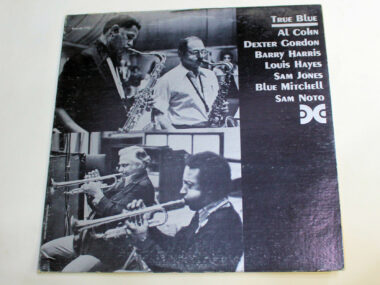 True Blue
Al Cohn
Dexter Gordon
Barry Harris
Louis Hayes
Sam Jones
Blue Mitchell
Sam Noto